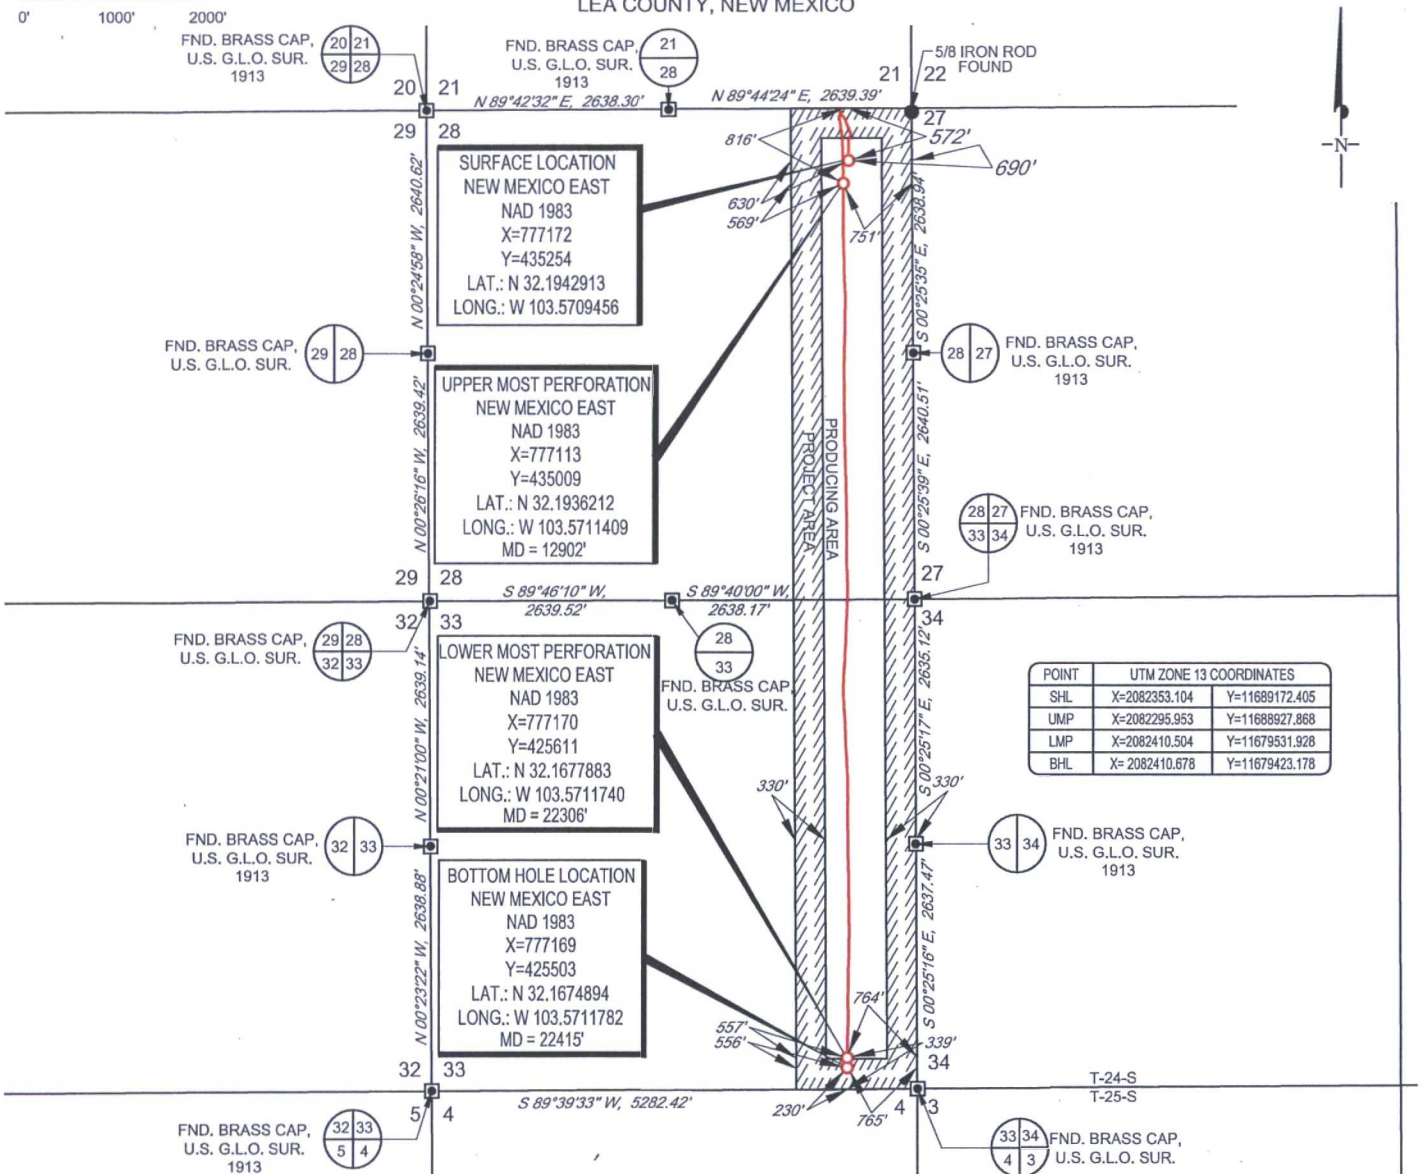 LEA COUNTY, NEW MEXICO
0' 1000' 2000'
FND. BRASS CAP,
U.S. G.L.O. SUR.
1913
20 21
29 28
FND. BRASS CAP,
U.S. G.L.O. SUR.
1913
21
28
5/8 IRON ROD
FOUND
20 21
21 22
N 89°42'32" E, 2638.30'
N 89°44'24" E, 2639.39'
29 28
27
-N-
816'
572'
690'
630'
569'
751'
SURFACE LOCATION
NEW MEXICO EAST
NAD 1983
X=777172
Y=435254
LAT.: N 32.1942913
LONG.: W 103.5709456
N 00°24'58" W, 2640.62'
S 00°25'35" E, 2638.94'
FND. BRASS CAP,
U.S. G.L.O. SUR.
29 28
28 27
FND. BRASS CAP,
U.S. G.L.O. SUR.
1913
UPPER MOST PERFORATION
NEW MEXICO EAST
NAD 1983
X=777113
Y=435009
LAT.: N 32.1936212
LONG.: W 103.5711409
MD = 12902'
N 00°26'16" W, 2639.42'
PROJECT AREA
PRODUCING AREA
S 00°25'39" E, 2640.51'
28 27
33 34
FND. BRASS CAP,
U.S. G.L.O. SUR.
1913
29 28
27
S 89°46'10" W,
2639.52'
S 89°40'00" W,
2638.17'
32 33
34
FND. BRASS CAP,
U.S. G.L.O. SUR.
29 28
32 33
28
33
FND. BRASS CAP,
U.S. G.L.O. SUR.
LOWER MOST PERFORATION
NEW MEXICO EAST
NAD 1983
X=777170
Y=425611
LAT.: N 32.1677883
LONG.: W 103.5711740
MD = 22306'
N 00°21'00" W, 2639.14'
S 00°25'17" E, 2635.12'
POINT UTM ZONE 13 COORDINATES
SHL X=2082353.104 Y=11689172.405
UMP X=2082295.953 Y=11688927.868
LMP X=2082410.504 Y=11679531.928
BHL X= 2082410.678 Y=11679423.178
330'
330'
FND. BRASS CAP,
U.S. G.L.O. SUR.
1913
32 33
33 34
FND. BRASS CAP,
U.S. G.L.O. SUR.
1913
BOTTOM HOLE LOCATION
NEW MEXICO EAST
NAD 1983
X=777169
Y=425503
LAT.: N 32.1674894
LONG.: W 103.5711782
MD = 22415'
N 00°23'22" W, 2638.88'
S 00°25'16" E, 2637.47'
764'
557'
556'
339'
32 33
34
T-24-S
T-25-S
S 89°39'33" W, 5282.42'
230'
765'
5 4
4 3
FND. BRASS CAP,
U.S. G.L.O. SUR.
1913
32 33
5 4
33 34
4 3
FND. BRASS CAP,
U.S. G.L.O. SUR.